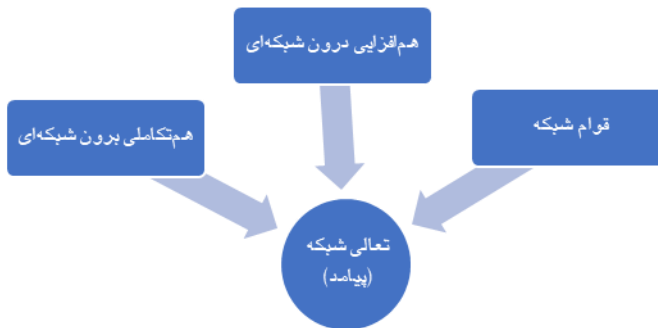 هم‌افزایی درون شبکه‌ای
قوام شبکه
هم‌تکاملی برون شبکه‌ای
تعالی شبکه
(پیامد)